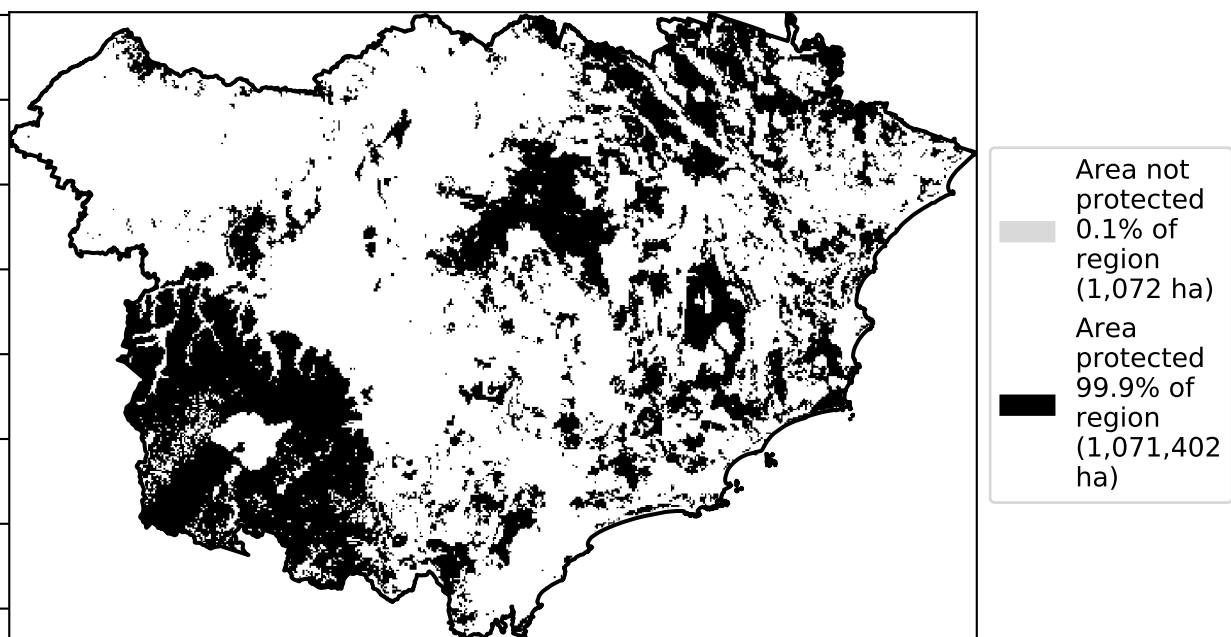 Area not
protected
0.1% of
region
(1,072 ha)
Area
protected
99.9% of
region
(1,071,402
ha)